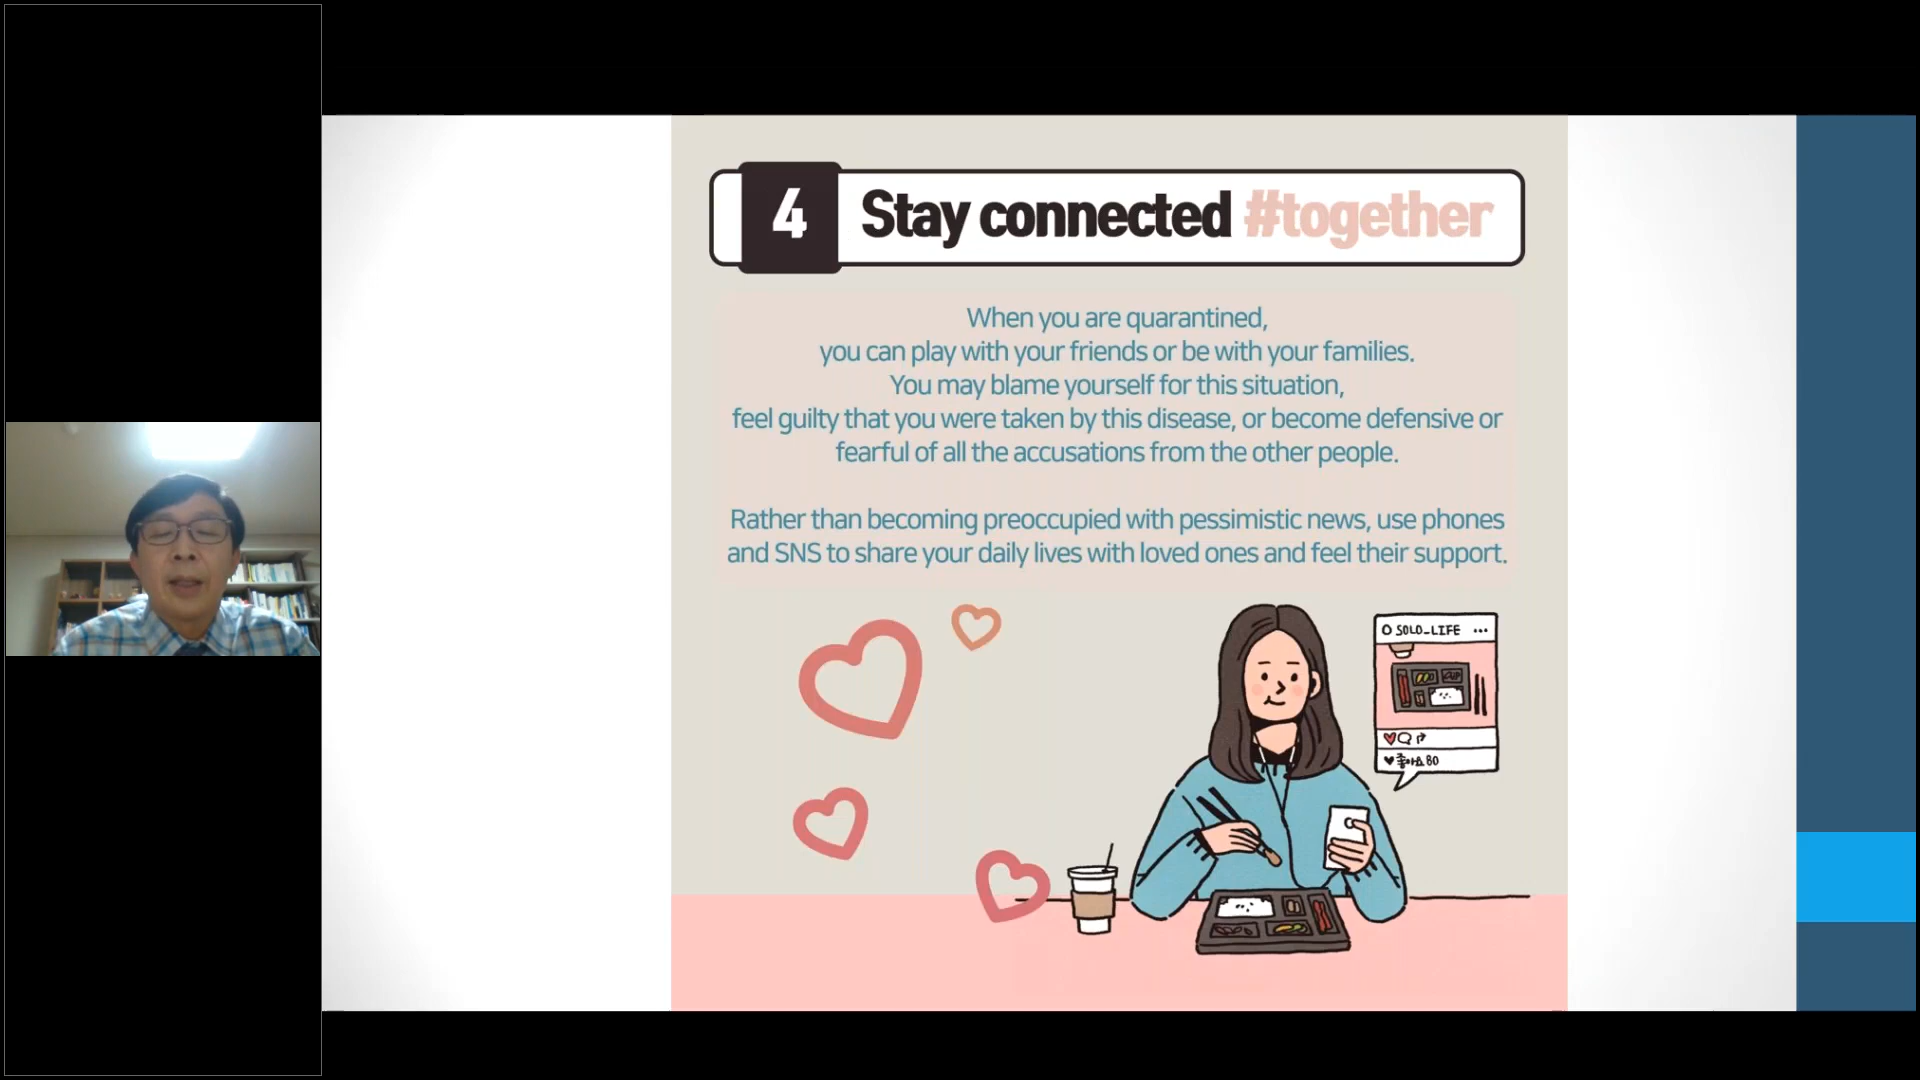 4 Stay connected #together
When you are quarantined,
you can play with your friends or be with your families.
You may blame yourself for this situation,
feel guilty that you were taken by this disease, or become defensive or
fearful of all the accusations from the other people.
Rather than becoming preoccupied with pessimistic news, use phones
and SNS to share your daily lives with loved ones and feel their support.
SOLO_LIFE
좋아요 80